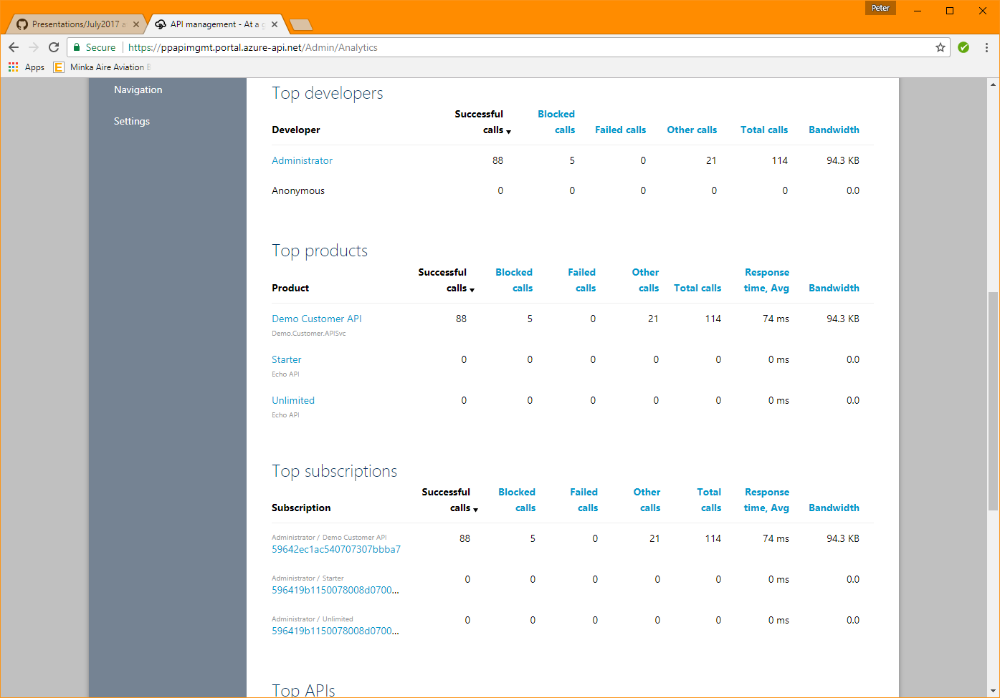 Peter
Presentations/July2017 a
API management - At a g
Secure
https://ppapimgmt.portal.azure-api.net/Admin/Analytics
Apps
Minka Aire Aviation
Navigation
Settings
Top developers
Developer Successful calls Blocked calls Failed calls Other calls Total calls Bandwidth
Administrator 88 5 0 21 114 94.3 KB
Anonymous 0 0 0 0 0 0.0
Top products
Product Successful calls Blocked calls Failed calls Other calls Total calls Response time, Avg Bandwidth
Demo Customer API 88 5 0 21 114 74 ms 94.3 KB
Demo.Customer.APISvc
Starter 0 0 0 0 0 0 ms 0.0
Echo API
Unlimited 0 0 0 0 0 0 ms 0.0
Echo API
Top subscriptions
Subscription Successful calls Blocked calls Failed calls Other calls Total calls Response time, Avg Bandwidth
Administrator / Demo Customer API 88 5 0 21 114 74 ms 94.3 KB
59642ec1ac540707307bbba7
Administrator / Starter 0 0 0 0 0 0 ms 0.0
596419b1150078008d0700...
Administrator / Unlimited 0 0 0 0 0 0 ms 0.0
596419b1150078008d0700...
Top APIs